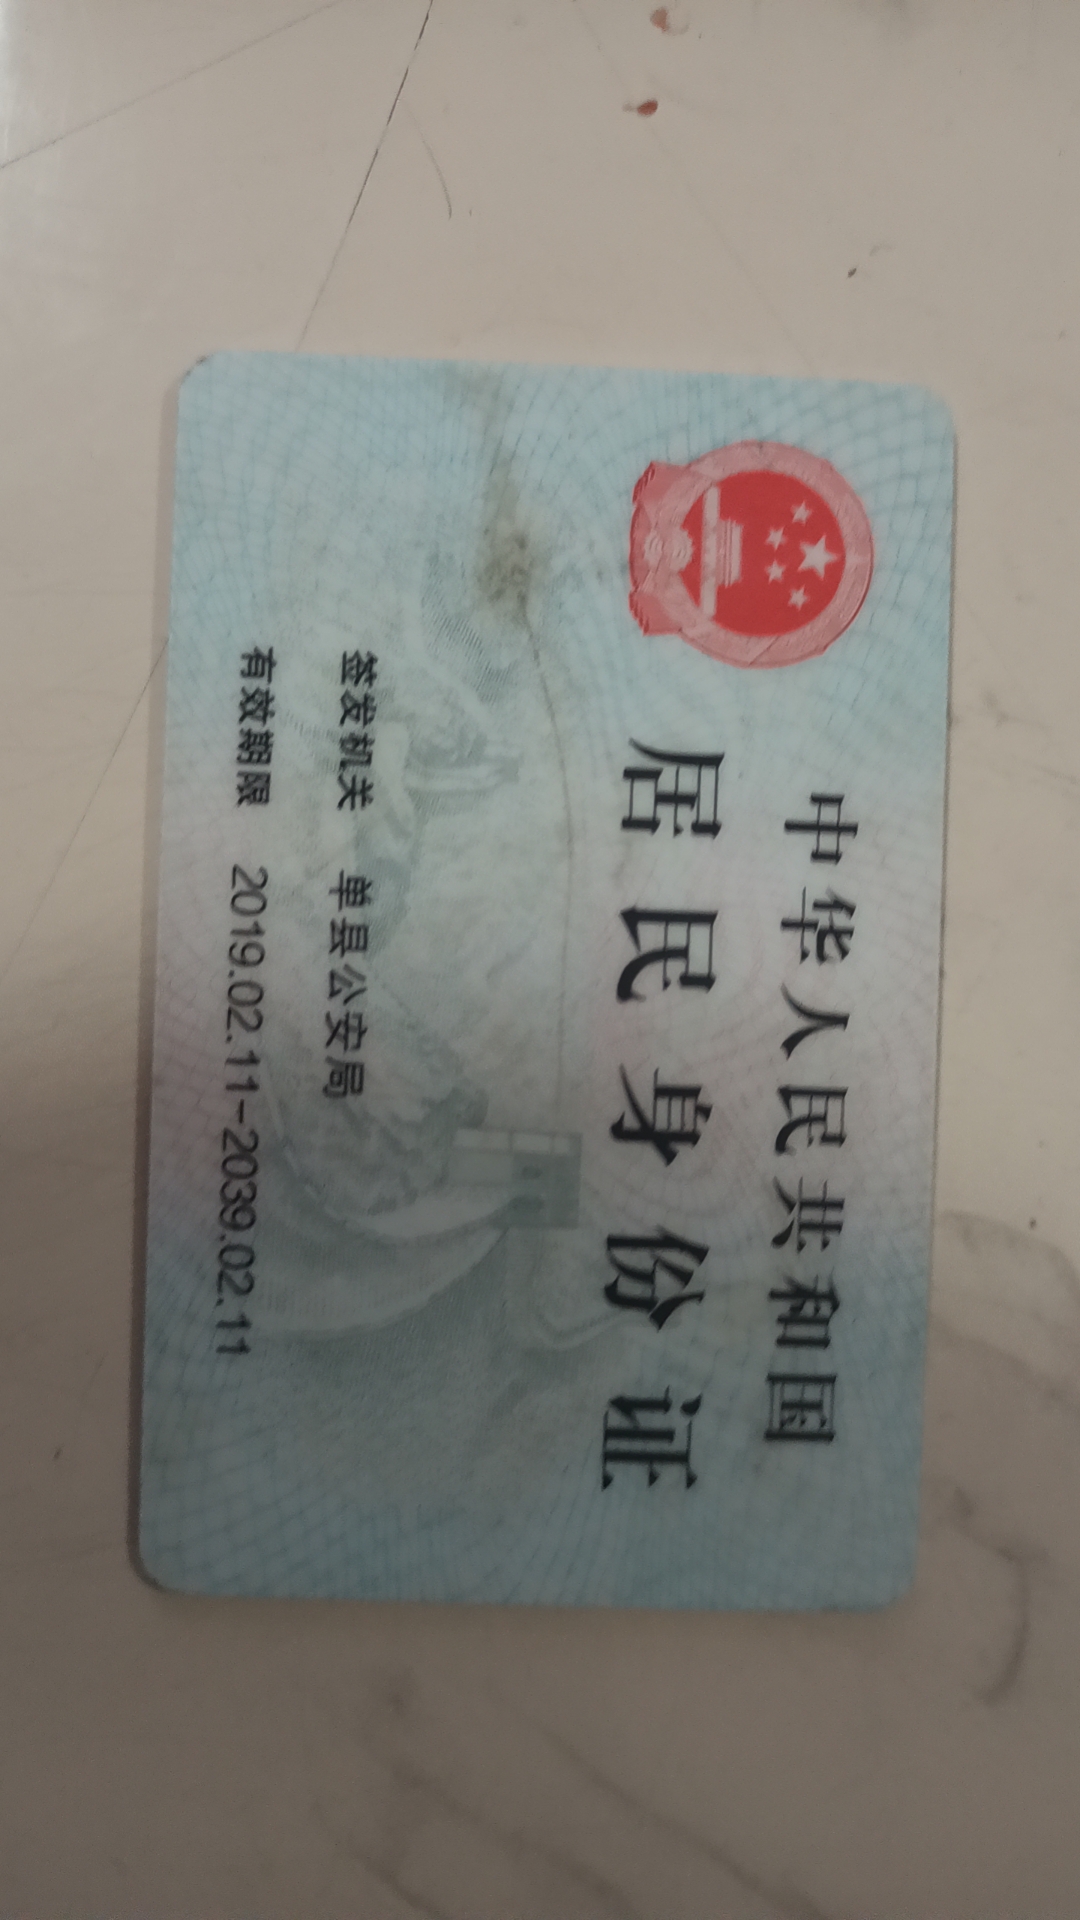 中华人民共和国
居民身份证
签发机关 单县公安局
有效期限 2019.02.11-2039.02.11